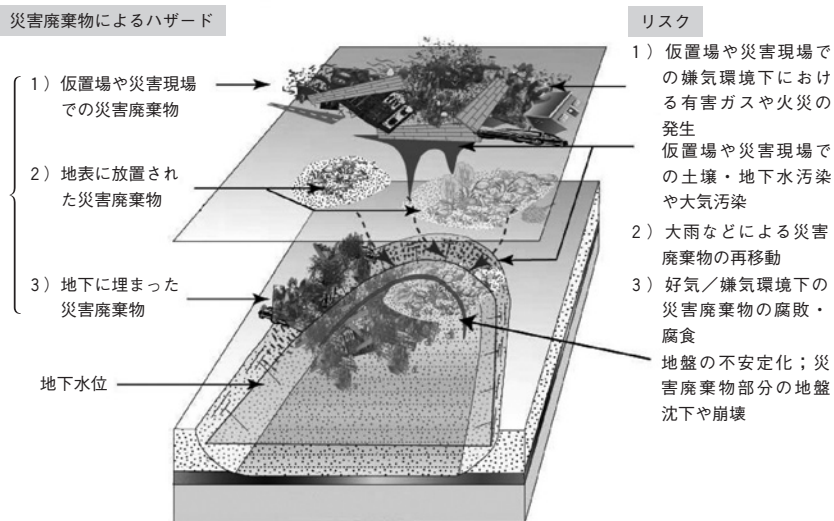 災害廃棄物によるハザード
1）仮置場や災害現場
での災害廃棄物
2）地表に放置され
た災害廃棄物
3）地下に埋まった
災害廃棄物
地下水位
リスク
1）仮置場や災害現場で
の嫌気環境下におけ
る有害ガスや火災の
発生
仮置場や災害現場で
の土壌・地下水汚染
や大気汚染
2）大雨などによる災害
廃棄物の再移動
3）好気／嫌気環境下の
災害廃棄物の腐敗・
腐食
地盤の不安定化；災
害廃棄物部分の地盤
沈下や崩壊